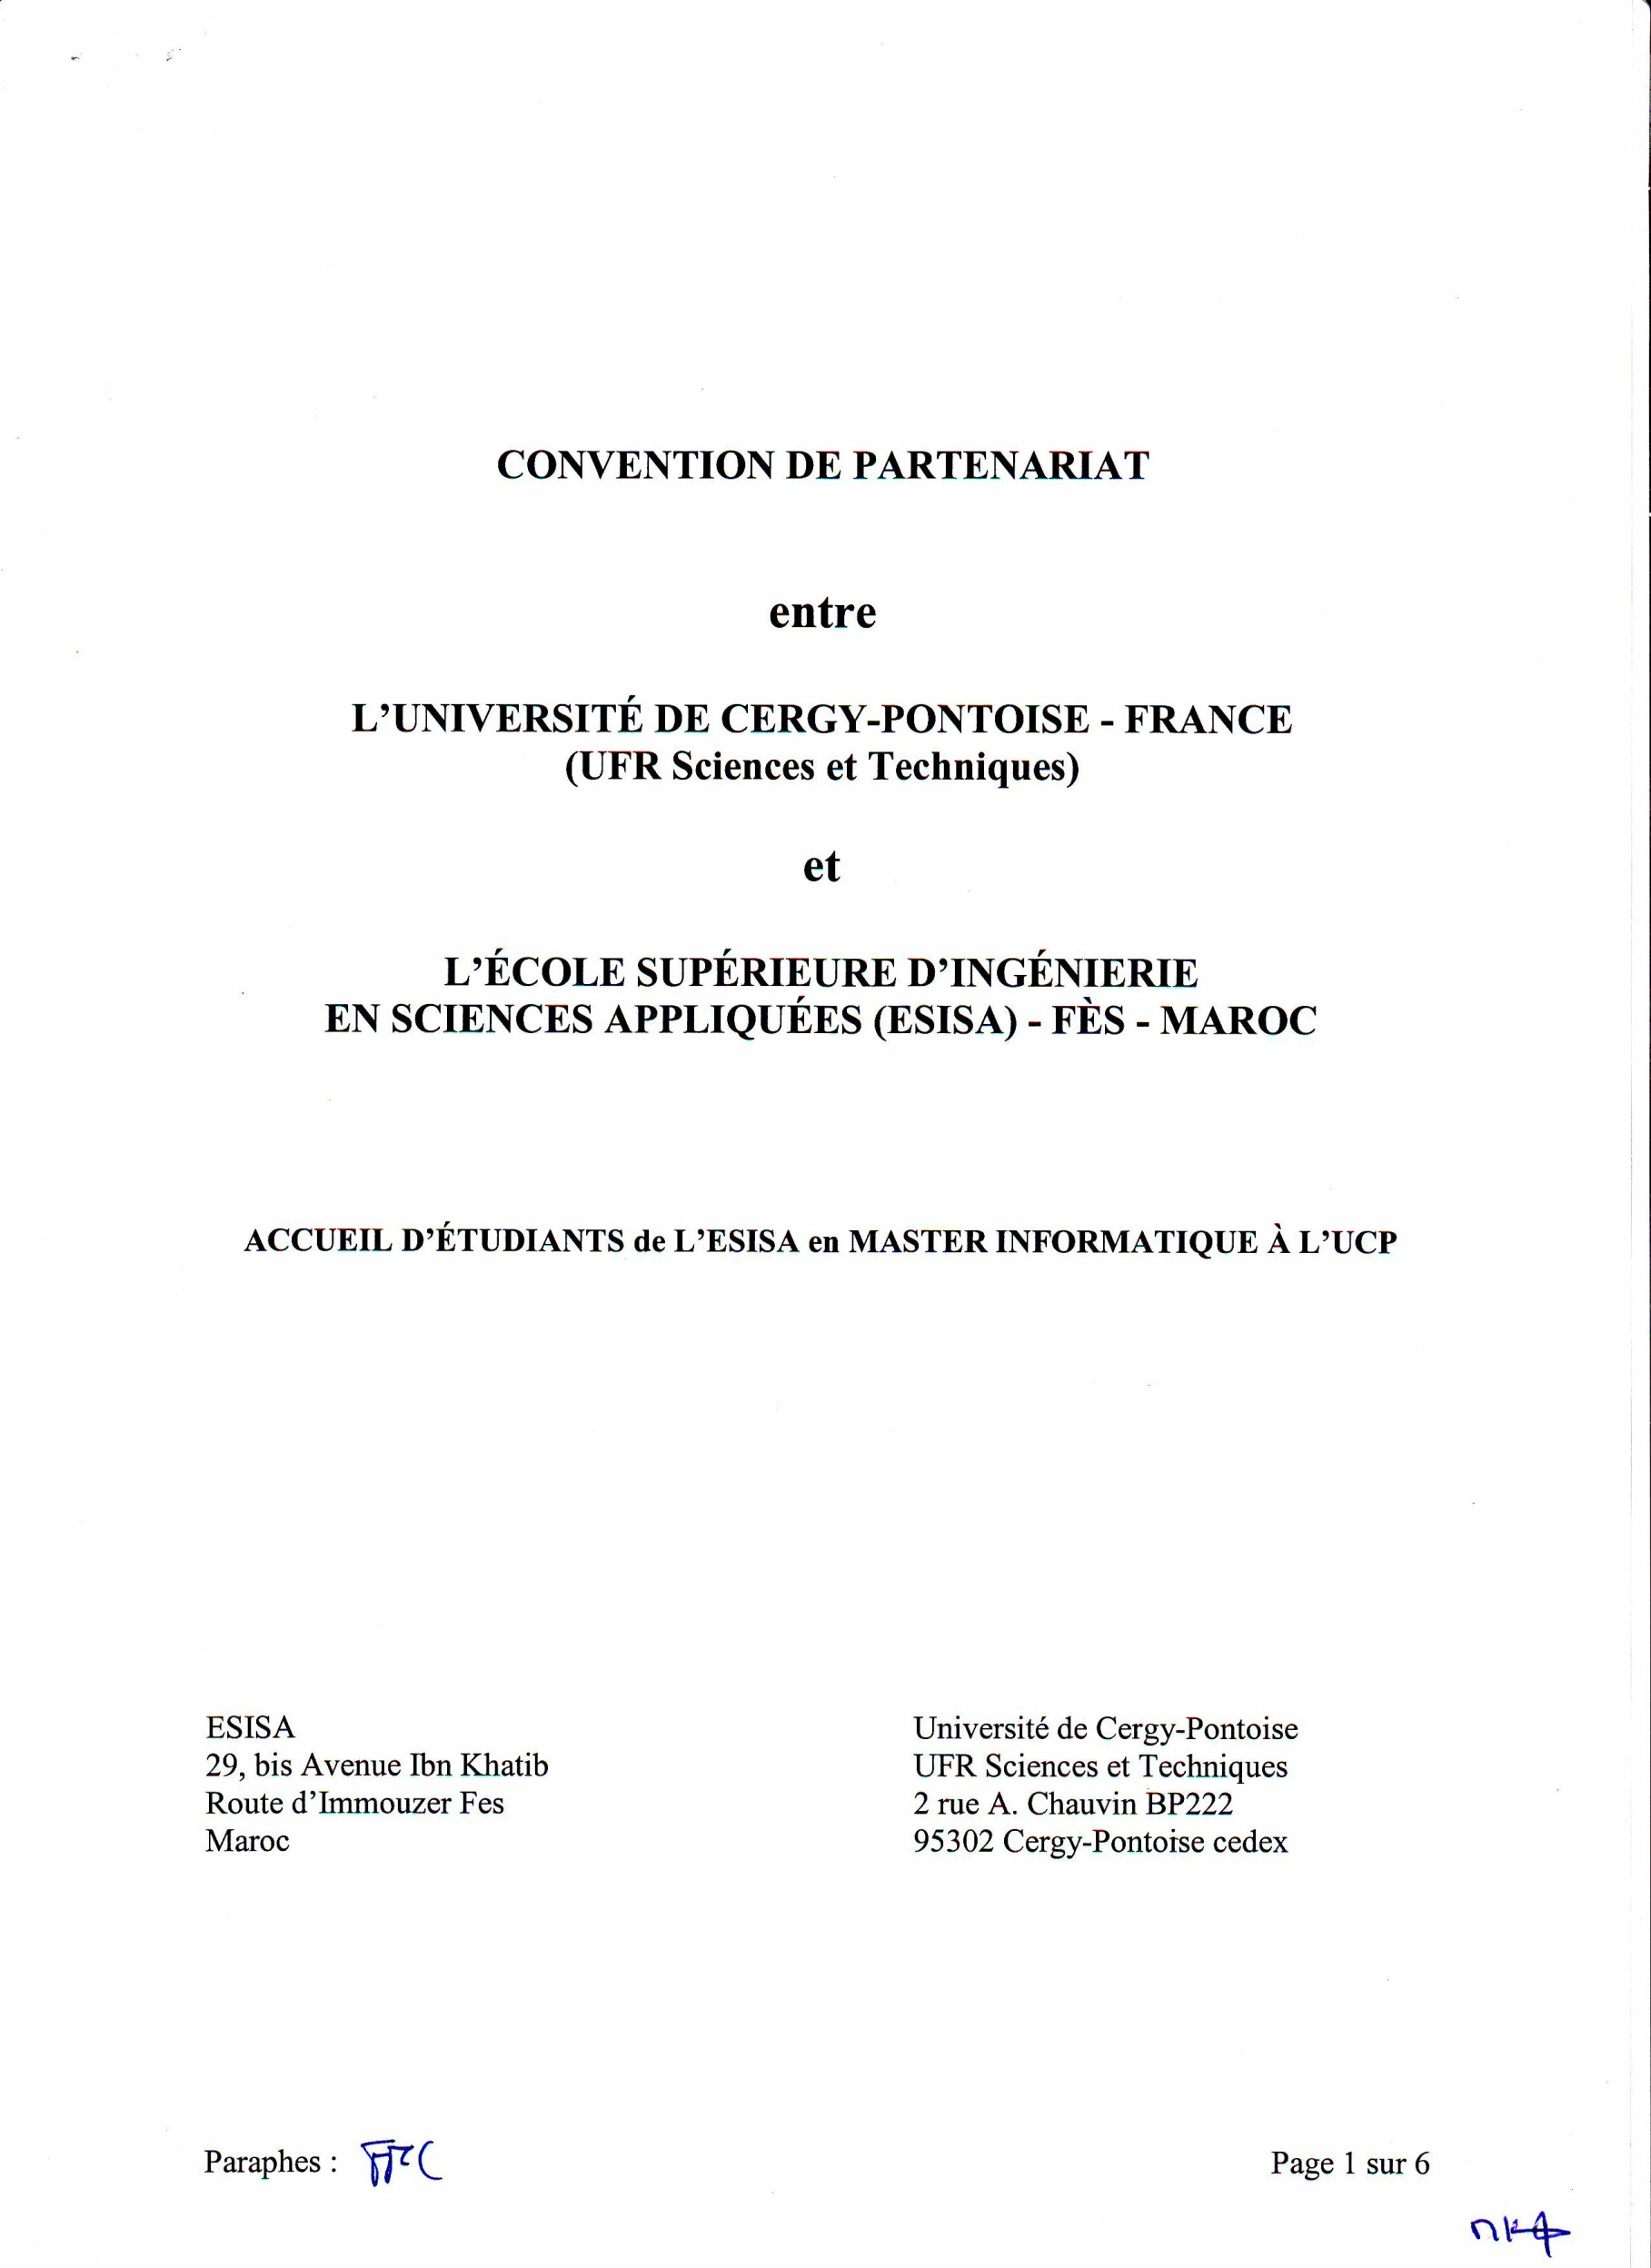 CONVENTION DE PARTENARIAT
entre
L’UNIVERSITÉ DE CERGY-PONTOISE - FRANCE
(UFR Sciences et Techniques)
et
L’ÉCOLE SUPÉRIEURE D’INGÉNIERIE
EN SCIENCES APPLIQUÉES (ESISA) - FÈS - MAROC
ACCUEIL D’ÉTUDIANTS de L’ESISA en MASTER INFORMATIQUE À L’UCP
ESISA
29, bis Avenue Ibn Khatib
Route d’Immouzer Fes
Maroc
Université de Cergy-Pontoise
UFR Sciences et Techniques
2 rue A. Chauvin BP222
95302 Cergy-Pontoise cedex
Paraphes :
Page 1 sur 6